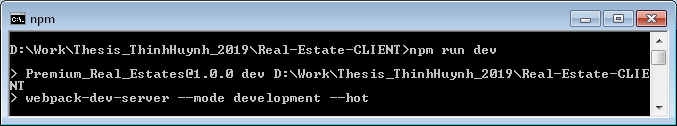 npm
D:\Work\Thesis_ThinhHuynh_2019\Real-Estate-CLIENT>npm run dev
> Premium_Real_Estates@1.0.0 dev D:\Work\Thesis_ThinhHuynh_2019\Real-Estate-CLIE
NT
> webpack-dev-server --mode development --hot